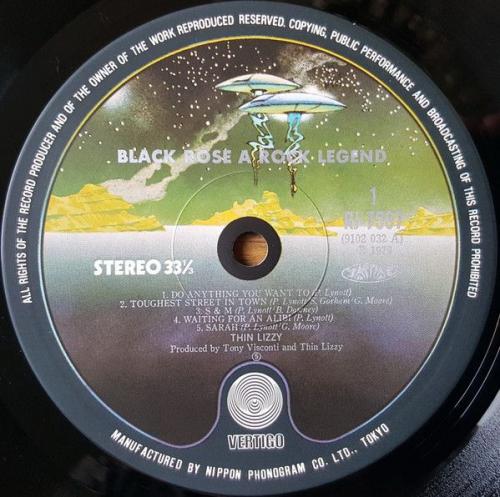 ALL RIGHTS OF THE RECORD PRODUCER AND OF THE OWNER OF THE WORK REPRODUCED RESERVED. COPYING, PUBLIC PERFORMANCE AND BROADCASTING OF THIS RECORD PROHIBITED
BLACK ROSE A ROCK LEGEND
1
RJ-7561
(9102 032 A)
℗ 1979
STEREO 33⅓
1. DO ANYTHING YOU WANT TO (P. Lynott)
2. TOUGHEST STREET IN TOWN (P. Lynott/S. Gorham/G. Moore)
3. S & M (P. Lynott/B. Downey)
4. WAITING FOR AN ALIBI (P. Lynott)
5. SARAH (P. Lynott/G. Moore)
THIN LIZZY
Produced by Tony Visconti and Thin Lizzy
VERTIGO
MANUFACTURED BY NIPPON PHONOGRAM CO. LTD., TOKYO